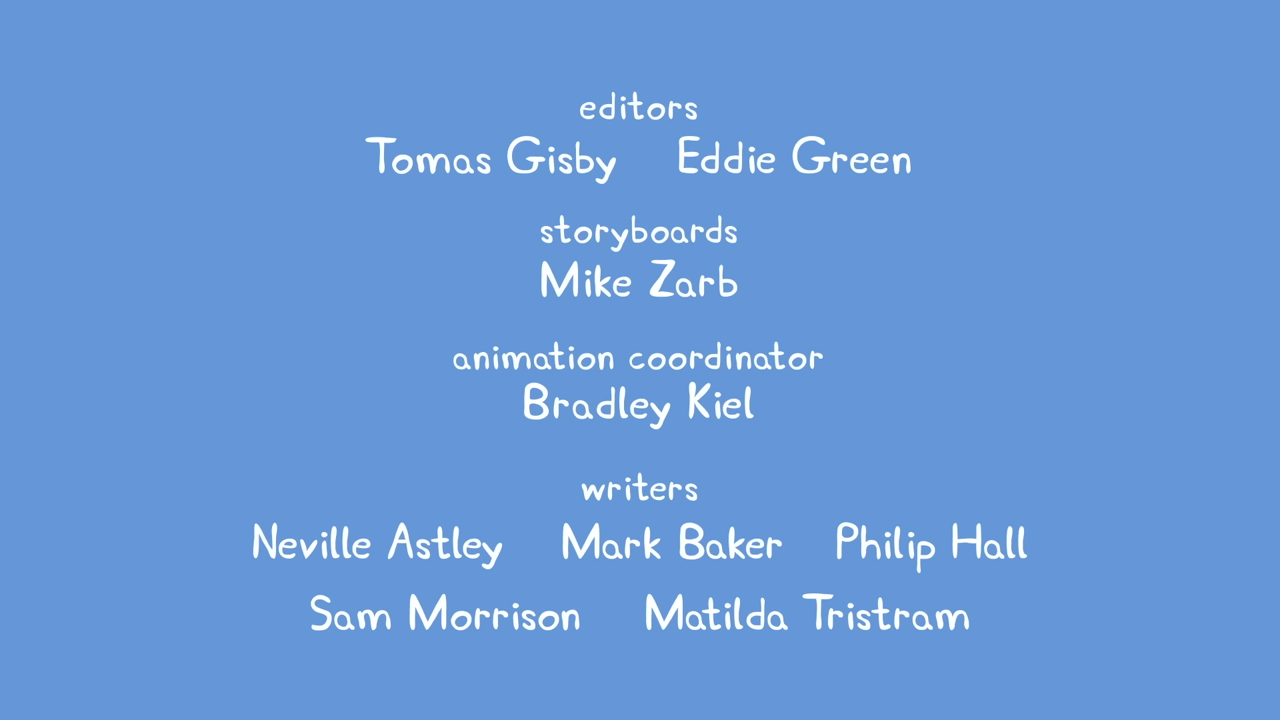 editors
Tomas Gisby Eddie Green
storyboards
Mike Zarb
animation coordinator
Bradley Kiel
writers
Neville Astley Mark Baker Philip Hall
Sam Morrison Matilda Tristram